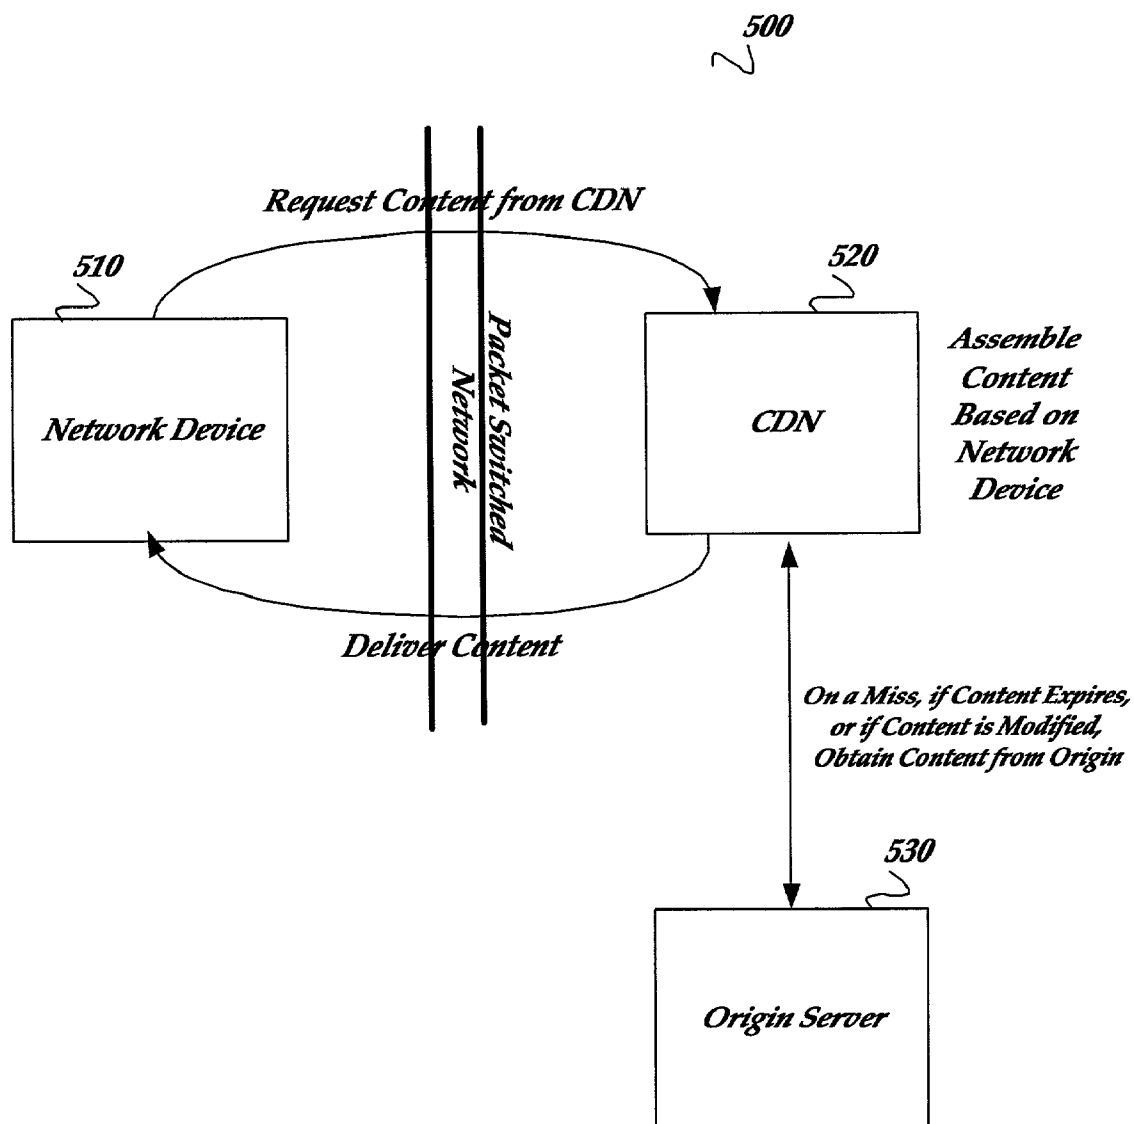 500
Request Content from CDN
510
520
Network Device
Packet Switched
Network
CDN
Assemble
Content
Based on
Network
Device
Deliver Content
On a Miss, if Content Expires,
or if Content is Modified,
Obtain Content from Origin
530
Origin Server